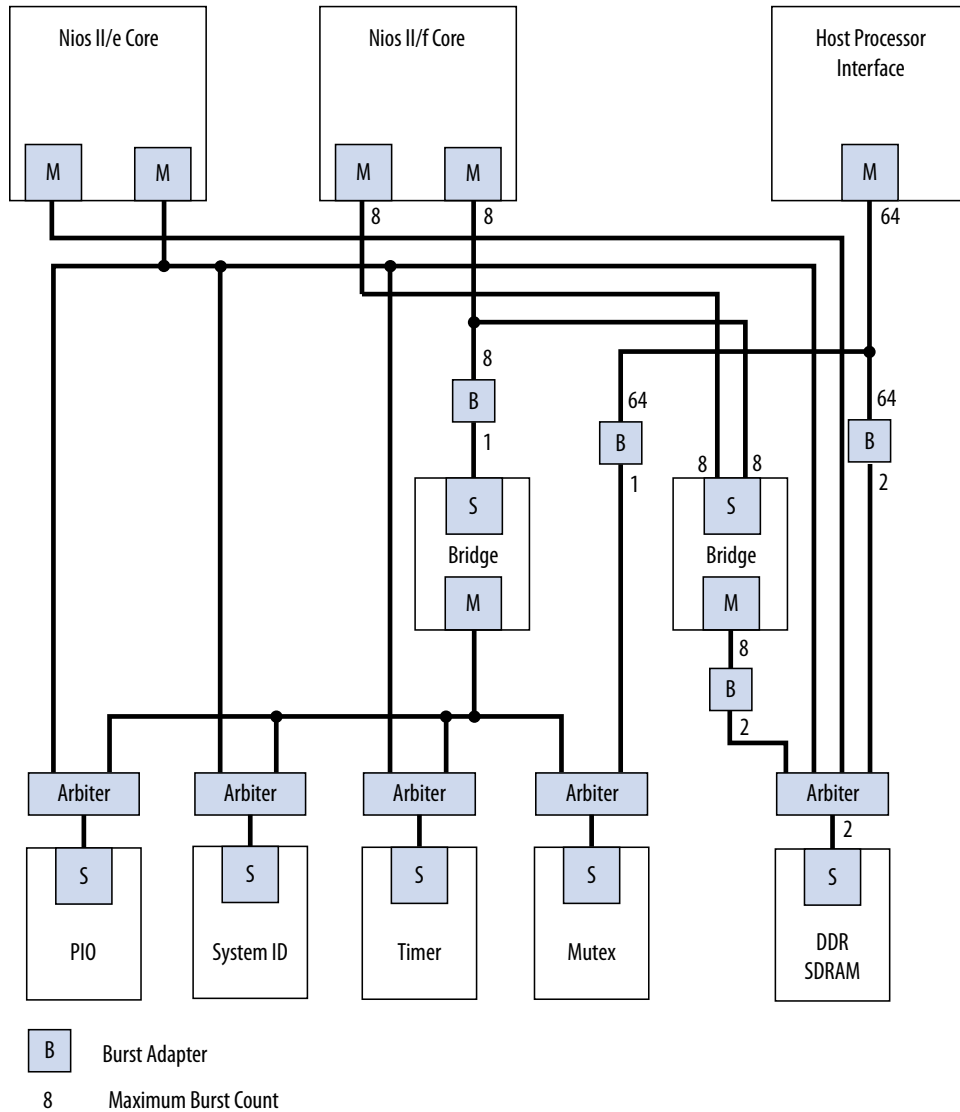 Nios II/e Core
Nios II/f Core
Host Processor
Interface
M
M
M
M
M
8
8
64
8
64
64
B
B
B
1
1
2
8
8
S
S
Bridge
Bridge
M
M
8
B
2
Arbiter
Arbiter
Arbiter
Arbiter
Arbiter
2
S
S
S
S
S
PIO
System ID
Timer
Mutex
DDR
SDRAM
B
Burst Adapter
8
Maximum Burst Count